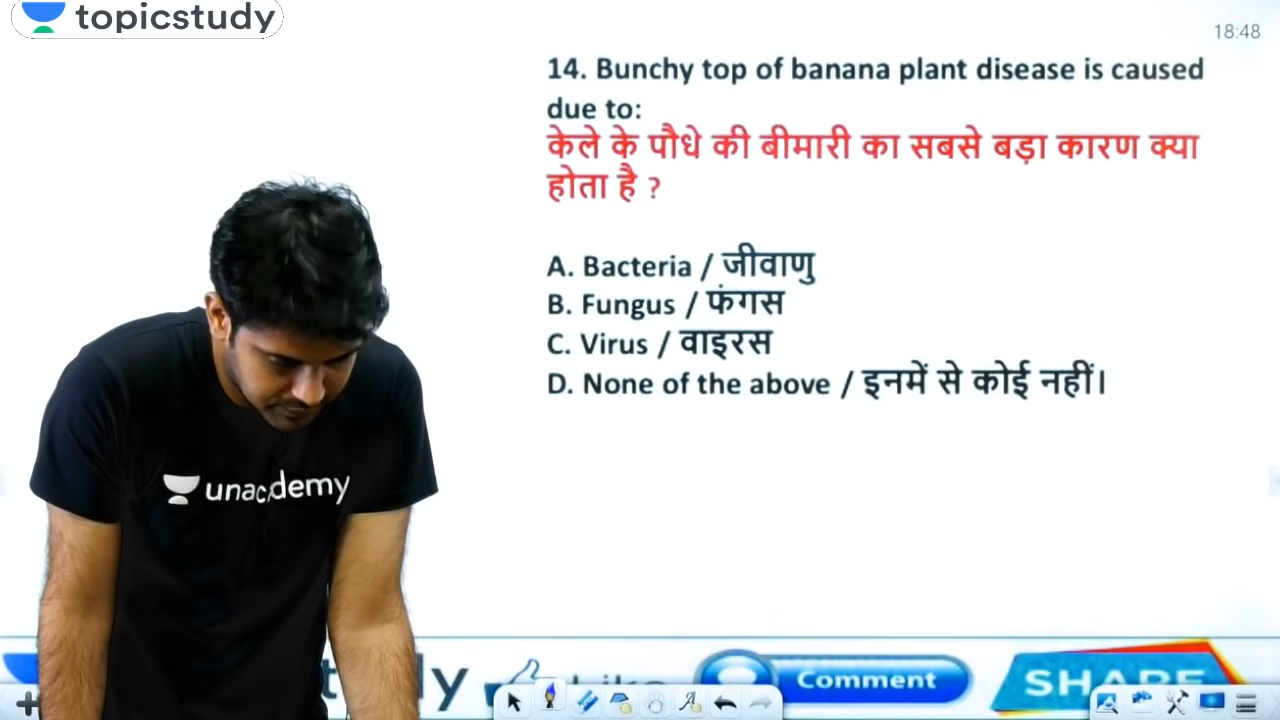 topicstudy
18:48
14. Bunchy top of banana plant disease is caused
due to:
केले के पौधे की बीमारी का सबसे बड़ा कारण क्या
होता है ?
A. Bacteria / जीवाणु
B. Fungus / फंगस
C. Virus / वाइरस
D. None of the above / इनमें से कोई नहीं।
unacademy
Comment
SHARE